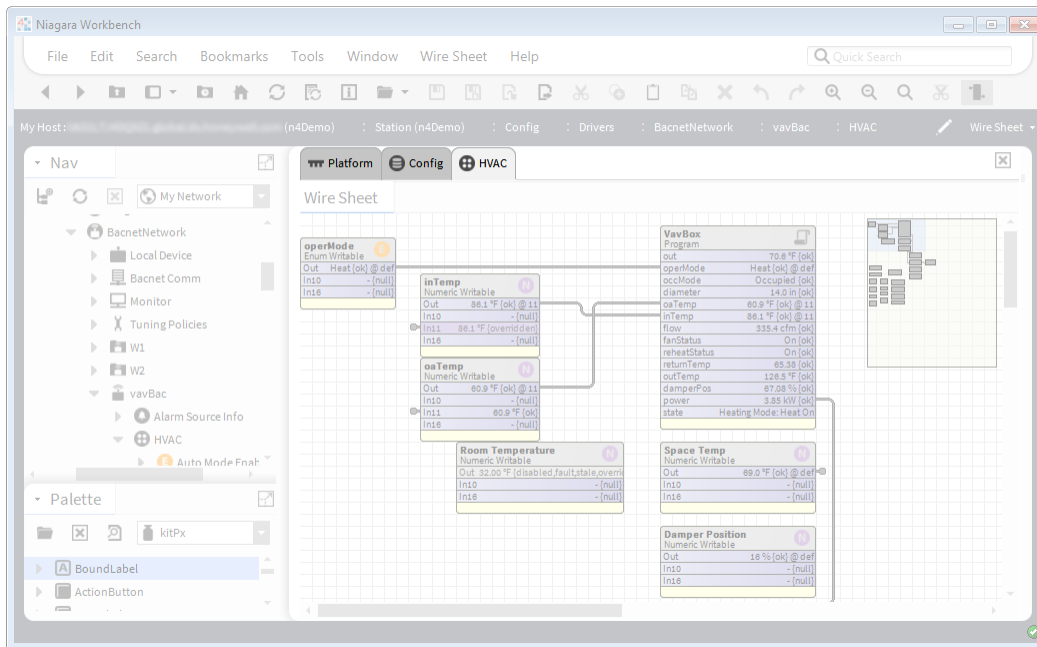 Niagara Workbench
File Edit Search Bookmarks Tools Window Wire Sheet Help Quick Search
My Host : (n4Demo) : Station (n4Demo) : Config : Drivers : BacnetNetwork : vavBac : HVAC Wire Sheet
Nav
My Network
BacnetNetwork
Local Device
Bacnet Comm
Monitor
Tuning Policies
W1
W2
vavBac
Alarm Source Info
HVAC
Auto Mode Enab
Palette
kitPx
BoundLabel
ActionButton
Platform Config HVAC
Wire Sheet
operMode
Enum Writable
Out Heat {ok} @ def
In10 - {null}
In16 - {null}
inTemp
Numeric Writable
Out 86.1 °F {ok} @ 11
In10 - {null}
In11 86.1 °F {overridden}
In16 - {null}
oaTemp
Numeric Writable
Out 60.9 °F {ok} @ 11
In10 - {null}
In11 60.9 °F {ok}
In16 - {null}
Room Temperature
Numeric Writable
Out 32.00 °F {disabled,fault,stale,overri
In10 - {null}
In16 - {null}
VavBox
Program
out 70.6 °F {ok}
operMode Heat {ok} @ def
occMode Occupied {ok}
diameter 14.0 in {ok}
oaTemp 60.9 °F {ok} @ 11
inTemp 86.1 °F {ok} @ 11
flow 335.4 cfm {ok}
fanStatus On {ok}
reheatStatus On {ok}
returnTemp 65.38 {ok}
outTemp 126.5 °F {ok}
damperPos 67.08 % {ok}
power 3.85 kW {ok}
state Heating Mode: Heat On
Space Temp
Numeric Writable
Out 69.0 °F {ok} @ def
In10 - {null}
In16 - {null}
Damper Position
Numeric Writable
Out 16 % {ok} @ def
In10 - {null}
In16 - {null}